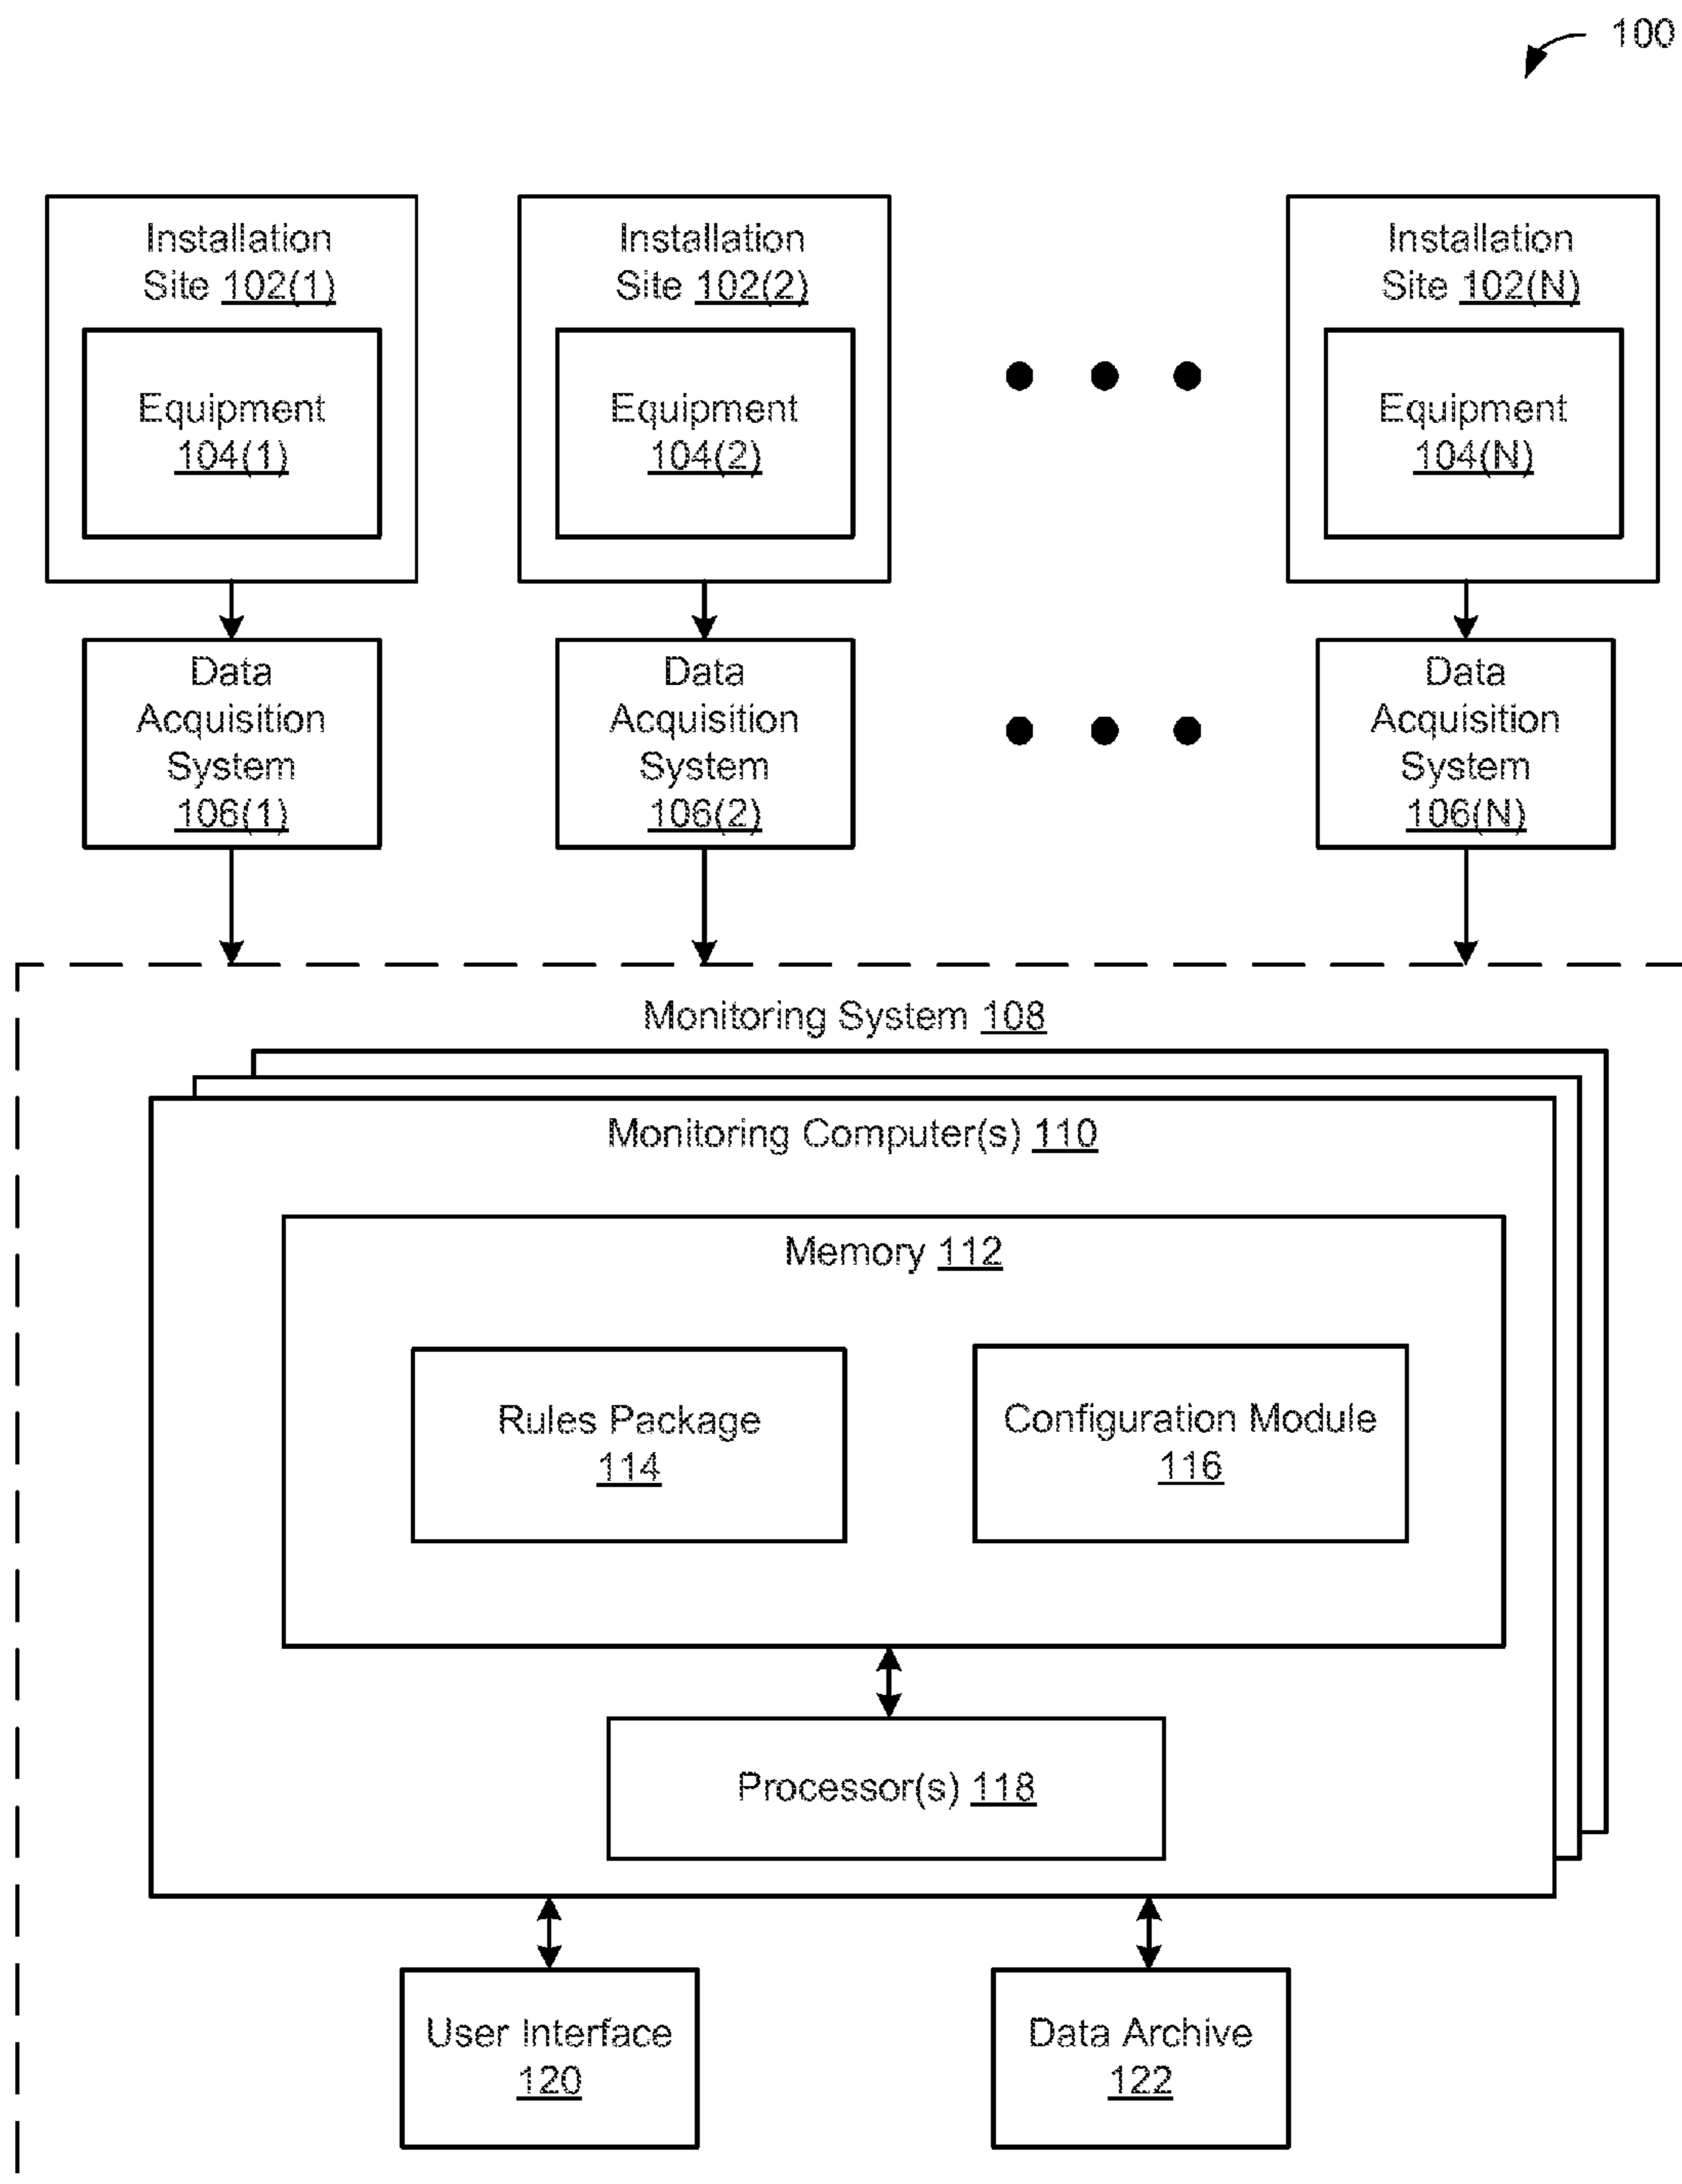 100
Installation
Site 102(1)
Equipment
104(1)
Installation
Site 102(2)
Equipment
104(2)
Installation
Site 102(N)
Equipment
104(N)
Data
Acquisition
System
106(1)
Data
Acquisition
System
106(2)
Data
Acquisition
System
106(N)
Monitoring System 108
Monitoring Computer(s) 110
Memory 112
Rules Package
114
Configuration Module
116
Processor(s) 118
User Interface
120
Data Archive
122